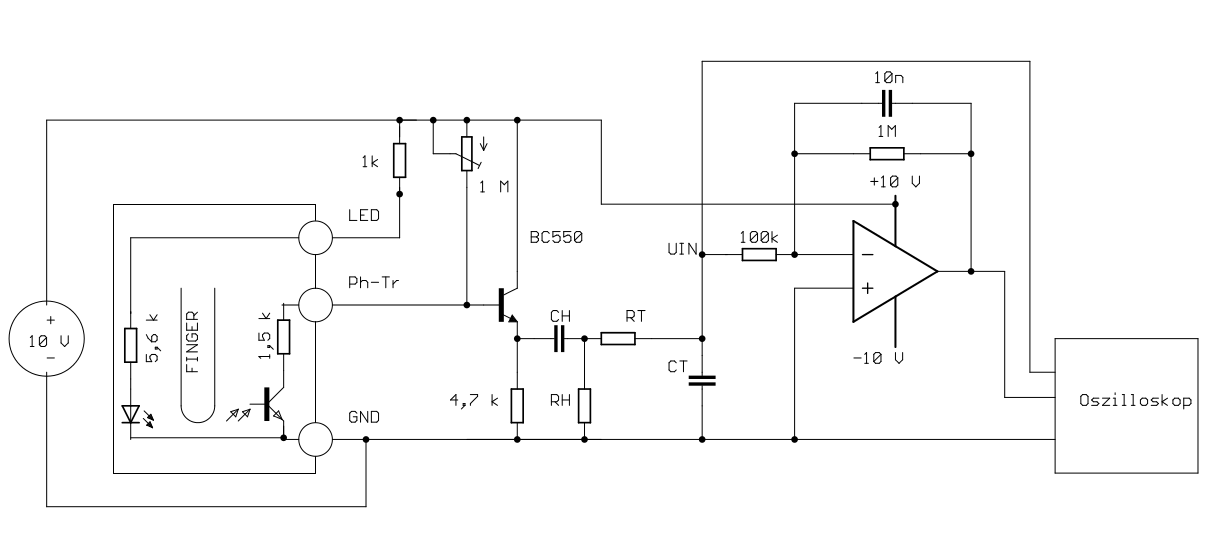 10n
1M
+10 V
1k
1 M
LED
BC550
UIN
100k
−
+
Ph-Tr
CH
RT
+
10 V
−
5,6 k
FINGER
1,5 k
-10 V
CT
4,7 k
RH
GND
Oszilloskop